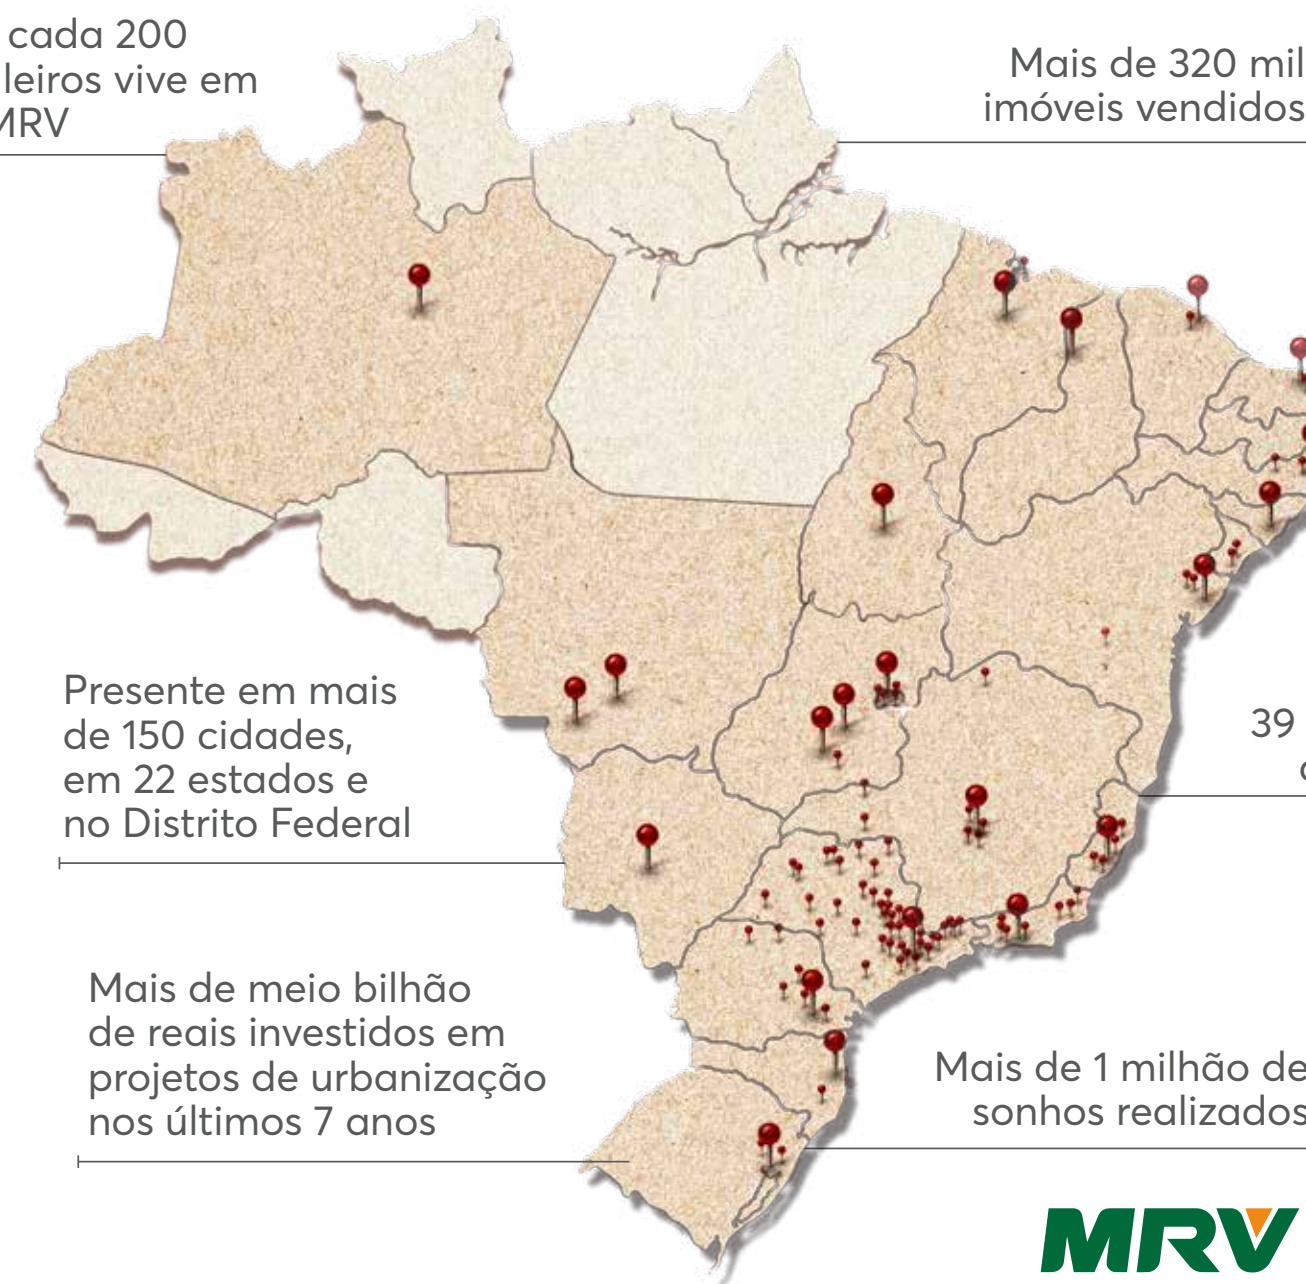 cada 200
leiros vive em
MRV
Mais de 320 mil
imóveis vendidos
Presente em mais
de 150 cidades,
em 22 estados e
no Distrito Federal
39
Mais de meio bilhão
de reais investidos em
projetos de urbanização
nos últimos 7 anos
Mais de 1 milhão de
sonhos realizados
MRV